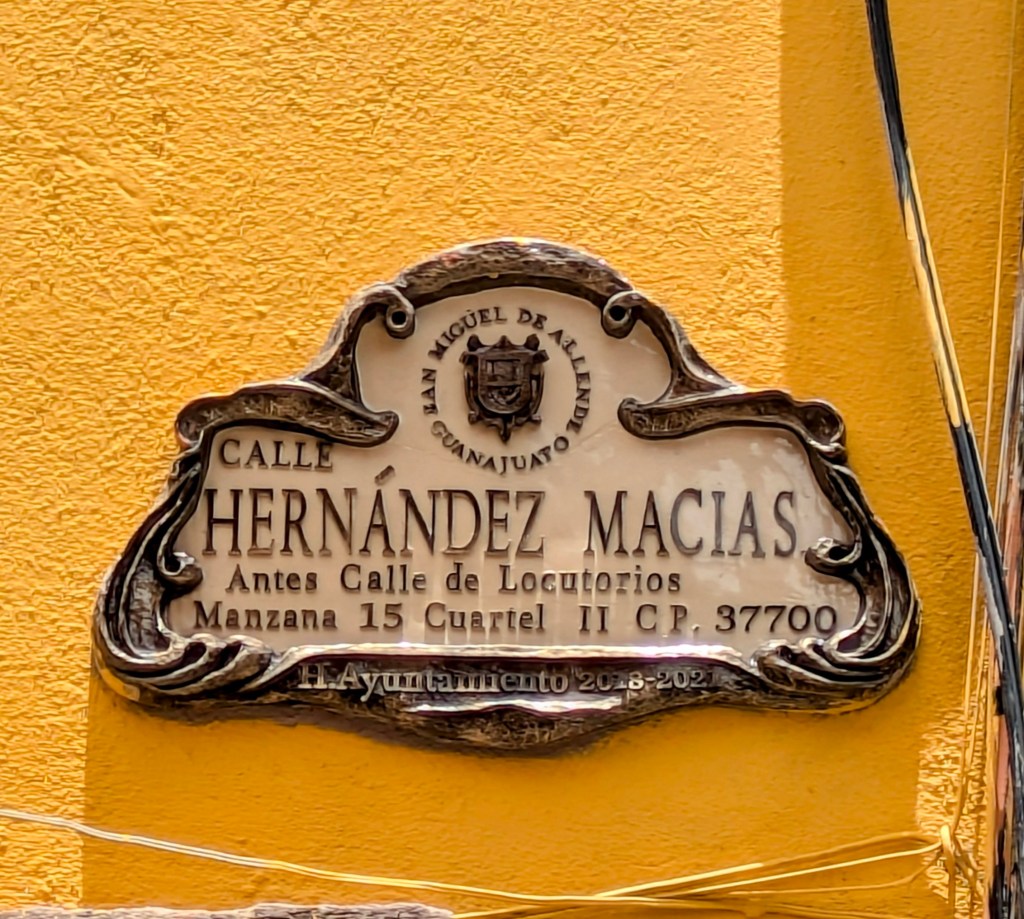 SAN MIGUEL DE ALLENDE
GUANAJUATO
CALLE
HERNÁNDEZ MACIAS
Antes Calle de Locutorios
Manzana 15 Cuartel II C.P. 37700
H. Ayuntamiento 2018-2021